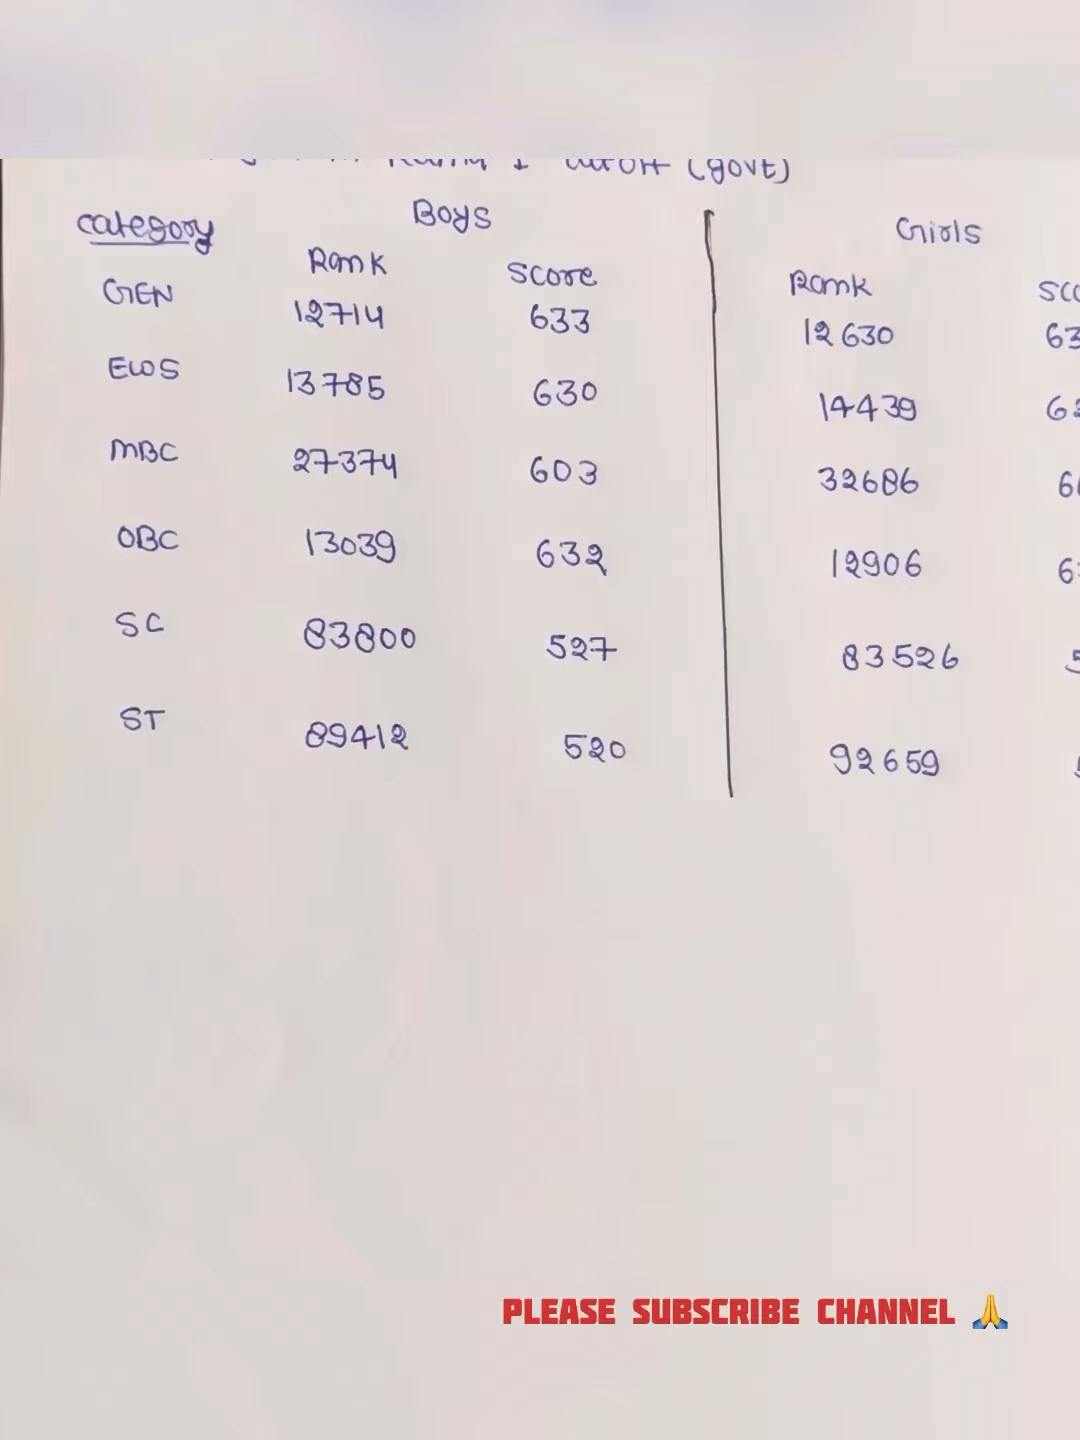 1 cutoff (govt)
Boys
Girls
category
Rank Score Rank
GEN 12714 633 12630
EWS 13785 630 14439
MBC 27374 603 32686
OBC 13039 632 12906
SC 83800 527 83526
ST 89412 520 92659
PLEASE SUBSCRIBE CHANNEL 🙏